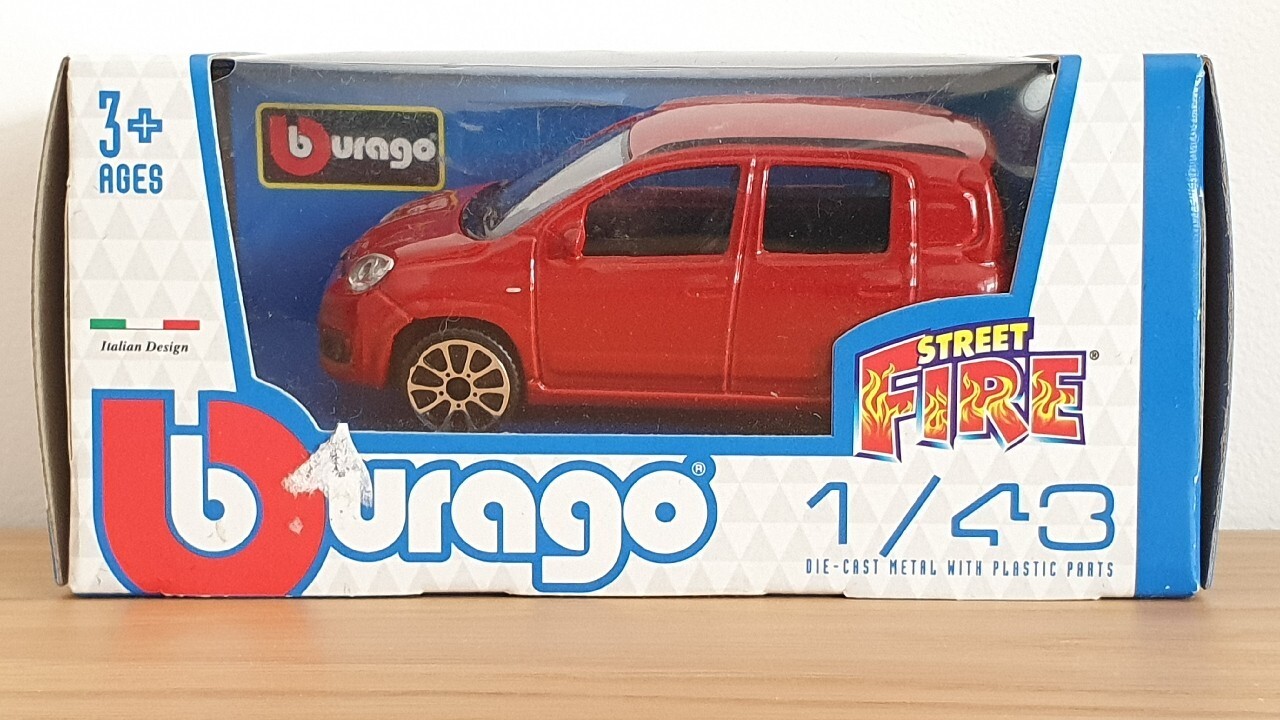 3+
AGES
burago®
Italian Design
STREET
FIRE®
burago®
1/43
DIE-CAST METAL WITH PLASTIC PARTS